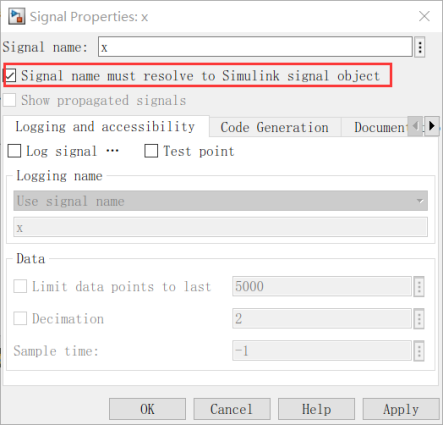 Signal Properties: x
Signal name: x
Signal name must resolve to Simulink signal object
Show propagated signals
Logging and accessibility Code Generation Documen
Log signal ... Test point
Logging name
Use signal name
x
Data
Limit data points to last 5000
Decimation 2
Sample time: -1
OK Cancel Help Apply